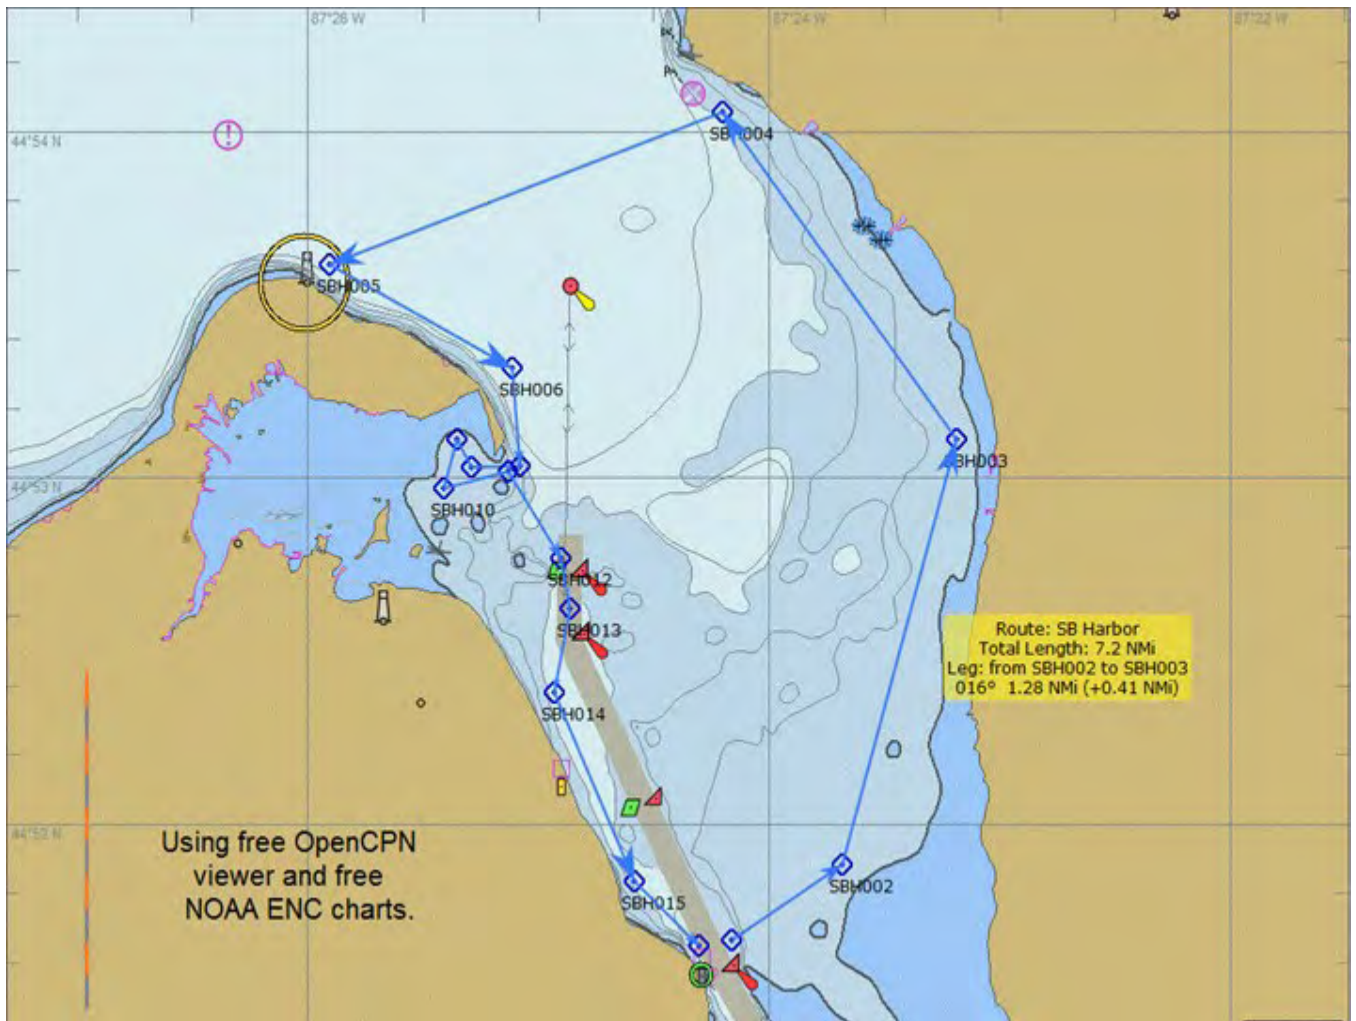 87°26 W
87°24 W
87°22 W
SBH004
44°54 N
SBH005
SBH006
SBH003
44°53 N
SBH010
SBH012
SBH013
Route: SB Harbor
Total Length: 7.2 NMi
Leg: from SBH002 to SBH003
016° 1.28 NMi (+0.41 NMi)
SBH014
Using free OpenCPN
viewer and free
NOAA ENC charts.
SBH002
SBH015